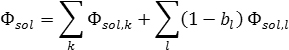 Φ_sol = ∑_k Φ_sol,k + ∑_l (1 − b_l) Φ_sol,l